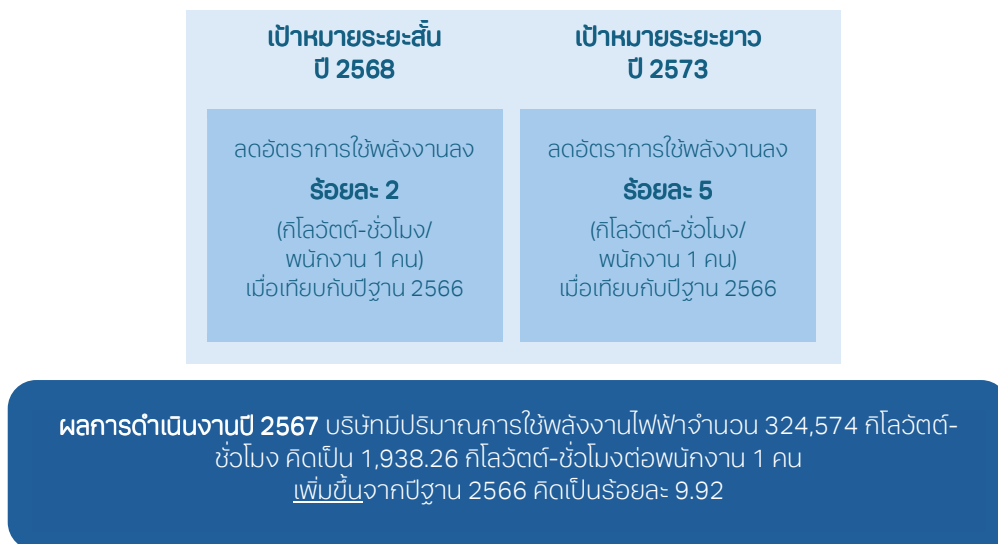 เป้าหมายระยะสั้น
ปี 2568
เป้าหมายระยะยาว
ปี 2573
ลดอัตราการใช้พลังงานลง
ร้อยละ 2
(กิโลวัตต์-ชั่วโมง/
พนักงาน 1 คน)
เมื่อเทียบกับปีฐาน 2566
ลดอัตราการใช้พลังงานลง
ร้อยละ 5
(กิโลวัตต์-ชั่วโมง/
พนักงาน 1 คน)
เมื่อเทียบกับปีฐาน 2566
ผลการดำเนินงานปี 2567 บริษัทมีปริมาณการใช้พลังงานไฟฟ้าจำนวน 324,574 กิโลวัตต์-
ชั่วโมง คิดเป็น 1,938.26 กิโลวัตต์-ชั่วโมงต่อพนักงาน 1 คน
เพิ่มขึ้นจากปีฐาน 2566 คิดเป็นร้อยละ 9.92